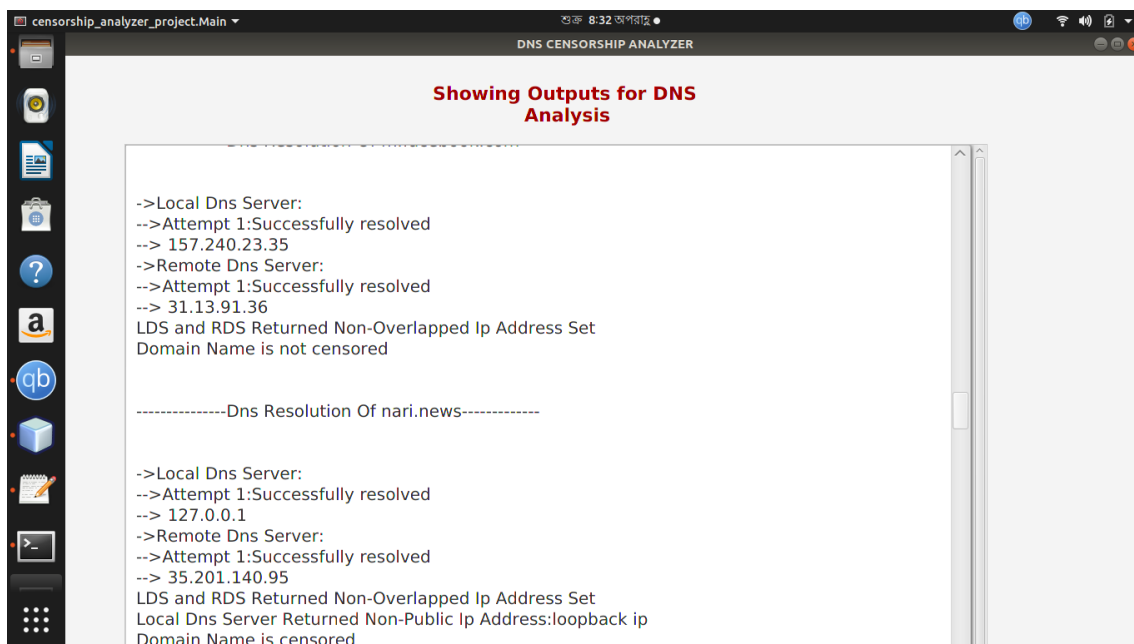 censorship_analyzer_project.Main
শুক্র 8:32 অপরাহ্ণ
qb
DNS CENSORSHIP ANALYZER
Showing Outputs for DNS
Analysis
->Local Dns Server:
-->Attempt 1:Successfully resolved
--> 157.240.23.35
->Remote Dns Server:
-->Attempt 1:Successfully resolved
--> 31.13.91.36
LDS and RDS Returned Non-Overlapped Ip Address Set
Domain Name is not censored
---------------Dns Resolution Of nari.news-------------
->Local Dns Server:
-->Attempt 1:Successfully resolved
--> 127.0.0.1
->Remote Dns Server:
-->Attempt 1:Successfully resolved
--> 35.201.140.95
LDS and RDS Returned Non-Overlapped Ip Address Set
Local Dns Server Returned Non-Public Ip Address:loopback ip
Domain Name is censored
?
a
qb
>_